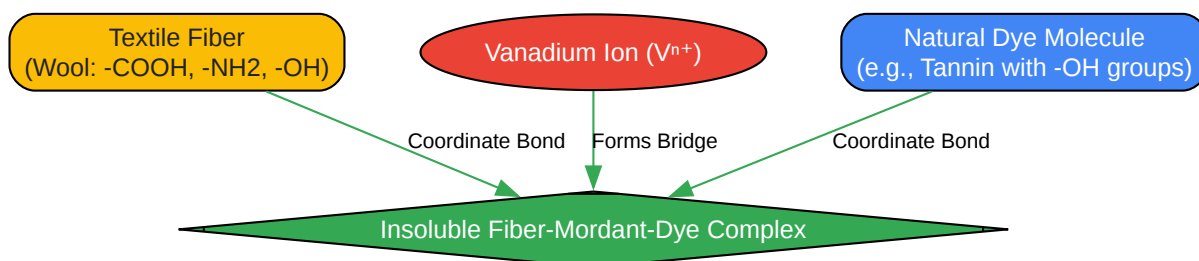 Textile Fiber
(Wool: -COOH, -NH2, -OH)
Vanadium Ion (Vⁿ⁺)
Natural Dye Molecule
(e.g., Tannin with -OH groups)
Coordinate Bond
Forms Bridge
Coordinate Bond
Insoluble Fiber-Mordant-Dye Complex